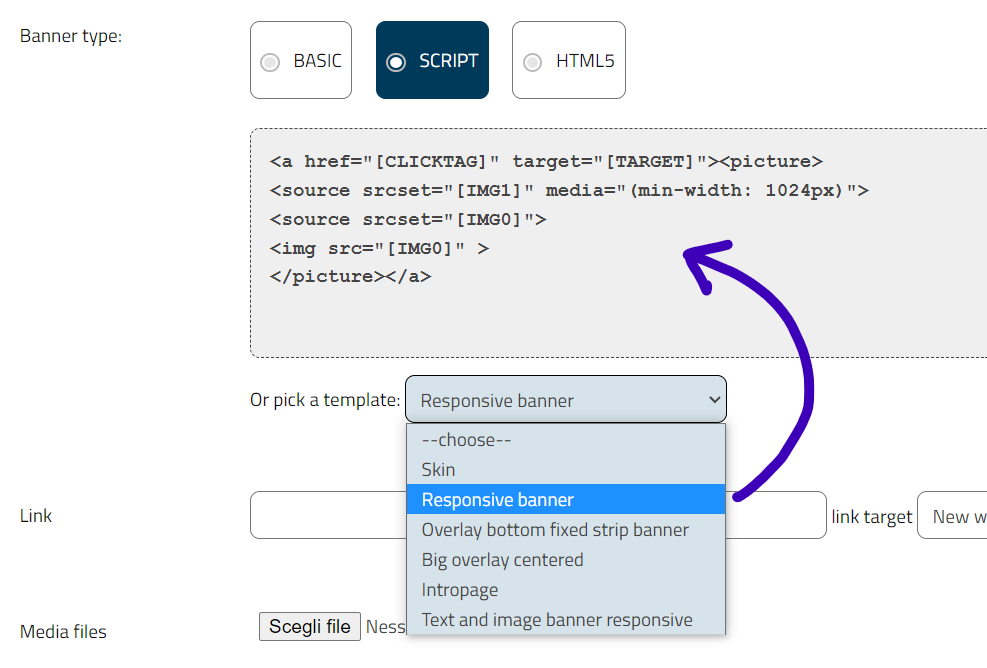 Banner type:
BASIC
SCRIPT
HTML5
<a href="[CLICKTAG]" target="[TARGET]"><picture>
<source srcset="[IMG1]" media="(min-width: 1024px)">
<source srcset="[IMG0]">
<img src="[IMG0]" >
</picture></a>
Or pick a template: Responsive banner
--choose--
Skin
Responsive banner
Overlay bottom fixed strip banner
Big overlay centered
Intropage
Text and image banner responsive
Link
link target New w
Media files
Scegli file Ness